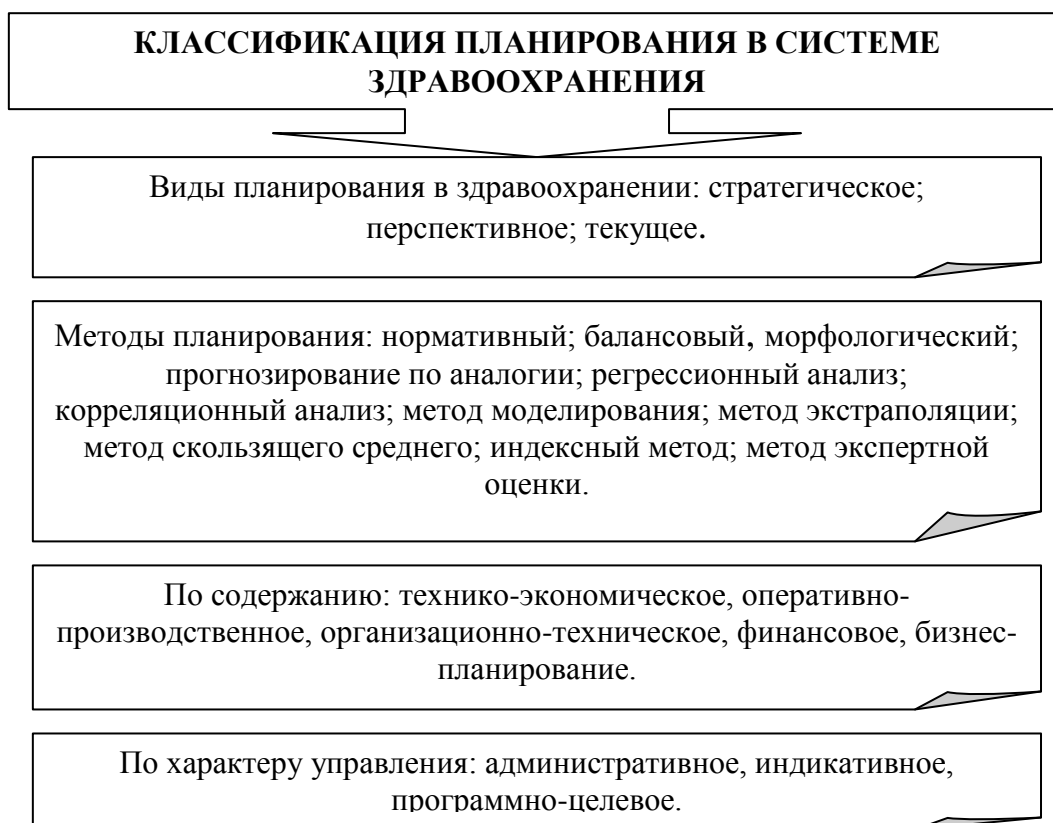 КЛАССИФИКАЦИЯ ПЛАНИРОВАНИЯ В СИСТЕМЕ
ЗДРАВООХРАНЕНИЯ
Виды планирования в здравоохранении: стратегическое;
перспективное; текущее.
Методы планирования: нормативный; балансовый, морфологический;
прогнозирование по аналогии; регрессионный анализ;
корреляционный анализ; метод моделирования; метод экстраполяции;
метод скользящего среднего; индексный метод; метод экспертной
оценки.
По содержанию: технико-экономическое, оперативно-
производственное, организационно-техническое, финансовое, бизнес-
планирование.
По характеру управления: административное, индикативное,
программно-целевое.